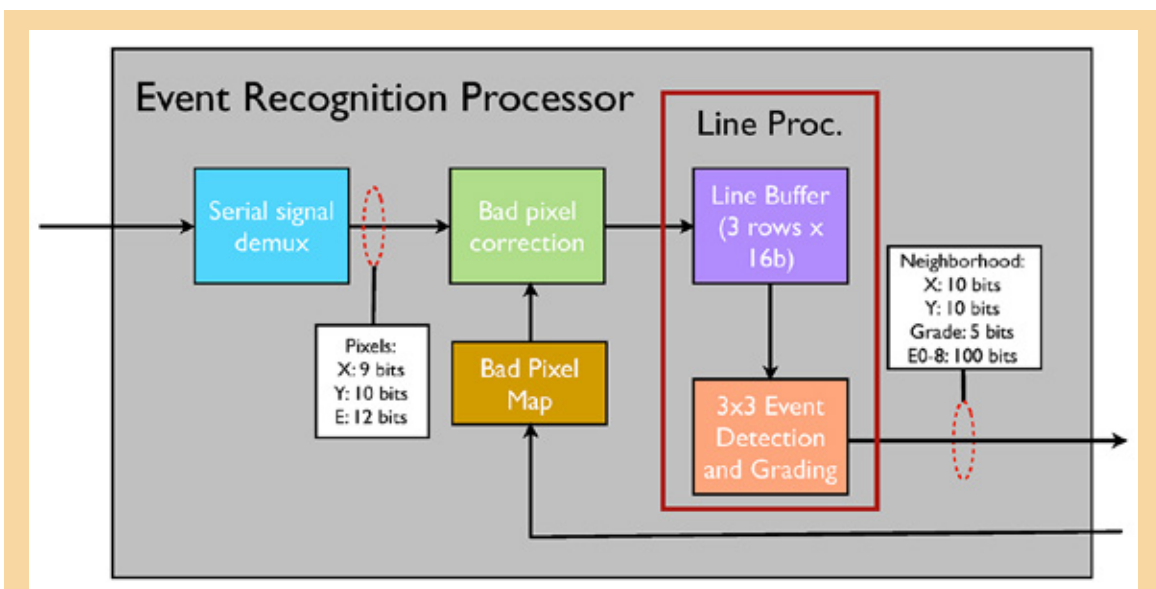 Event Recognition Processor
Line Proc.
Serial signal
demux
Bad pixel
correction
Line Buffer
(3 rows x
16b)
Neighborhood:
X: 10 bits
Y: 10 bits
Grade: 5 bits
E0-8: 100 bits
Pixels:
X: 9 bits
Y: 10 bits
E: 12 bits
Bad Pixel
Map
3x3 Event
Detection
and Grading